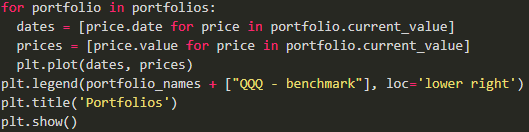 for portfolio in portfolios:
  dates = [price.date for price in portfolio.current_value]
  prices = [price.value for price in portfolio.current_value]
  plt.plot(dates, prices)
plt.legend(portfolio_names + ["QQQ - benchmark"], loc='lower right')
plt.title('Portfolios')
plt.show()